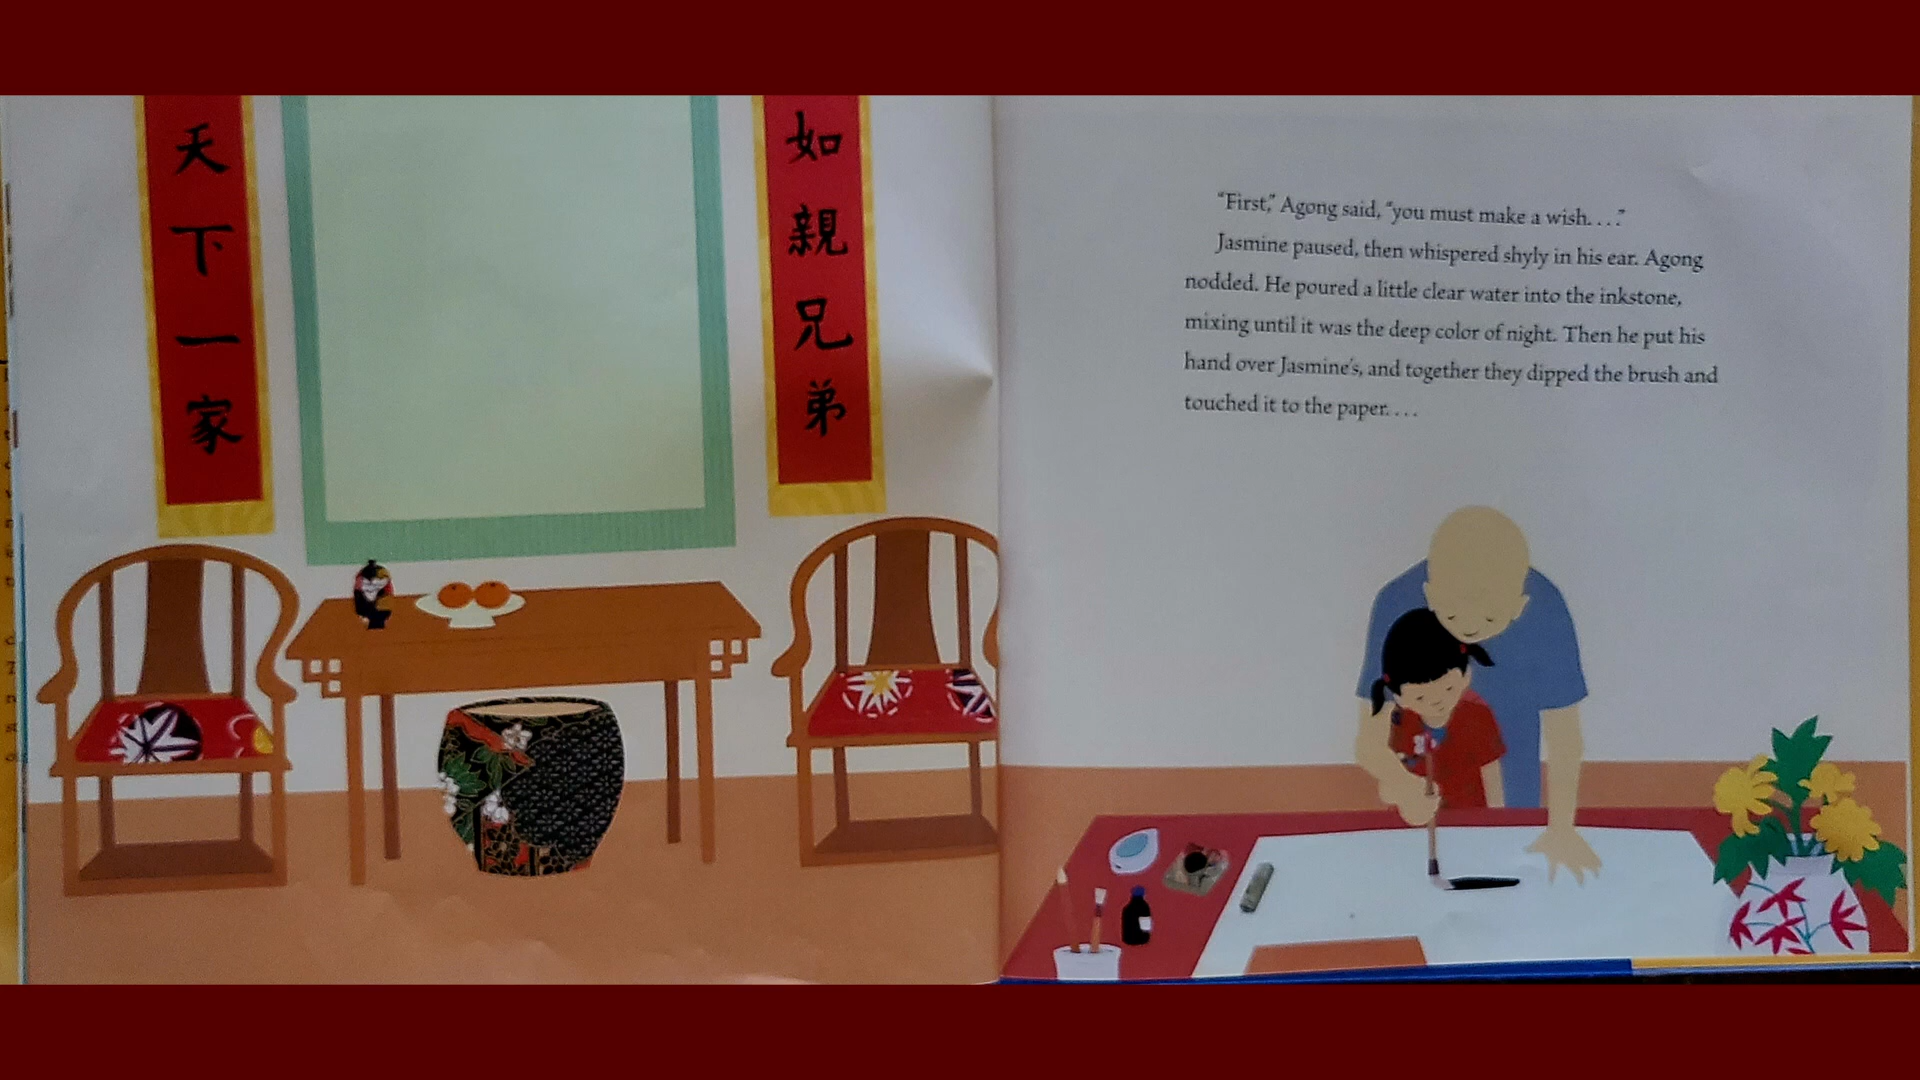 天
下
一
家
如
親
兄
弟
“First,” Agong said, “you must make a wish. . . .”
Jasmine paused, then whispered shyly in his ear. Agong
nodded. He poured a little clear water into the inkstone,
mixing until it was the deep color of night. Then he put his
hand over Jasmine’s, and together they dipped the brush and
touched it to the paper. . . .